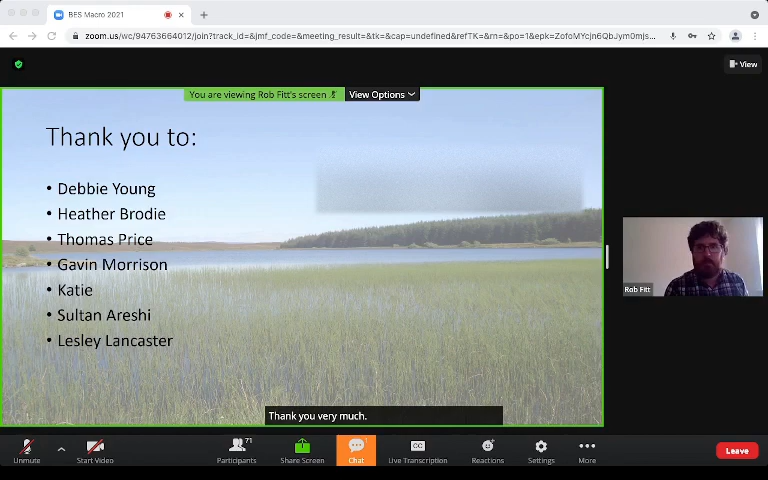 BES Macro 2021
zoom.us/wc/94763664012/join?track_id=&jmf_code=&meeting_result=&tk=&cap=undefined&refTK=&rn=&po=1&epk=ZofoMYcjn6QbJym0mjs...
View
You are viewing Rob Fitt's screen
View Options
Thank you to:
• Debbie Young
• Heather Brodie
• Thomas Price
• Gavin Morrison
• Katie
• Sultan Areshi
• Lesley Lancaster
Rob Fitt
Thank you very much.
71
1
Unmute
Start Video
Participants
Share Screen
Chat
CC
Live Transcription
Reactions
Settings
More
Leave